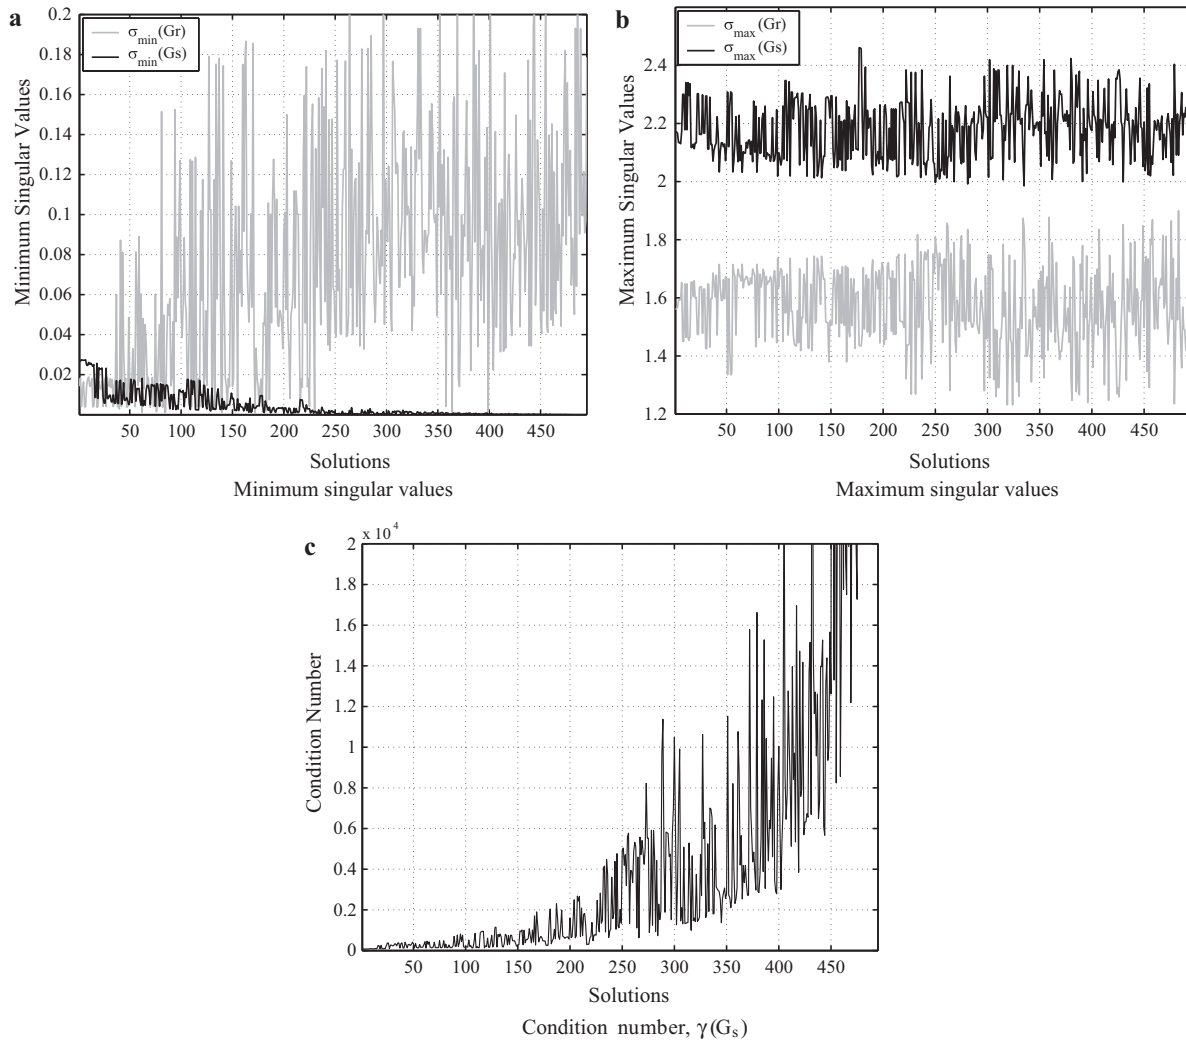 a
σmin(Gr)
σmin(Gs)
Minimum Singular Values
0.2
0.18
0.16
0.14
0.12
0.1
0.08
0.06
0.04
0.02
50 100 150 200 250 300 350 400 450
Solutions
Minimum singular values
b
σmax(Gr)
σmax(Gs)
Maximum Singular Values
2.4
2.2
2
1.8
1.6
1.4
1.2
50 100 150 200 250 300 350 400 450
Solutions
Maximum singular values
c
x 10^4
Condition Number
2
1.8
1.6
1.4
1.2
1
0.8
0.6
0.4
0.2
0
50 100 150 200 250 300 350 400 450
Solutions
Condition number, γ(Gs)